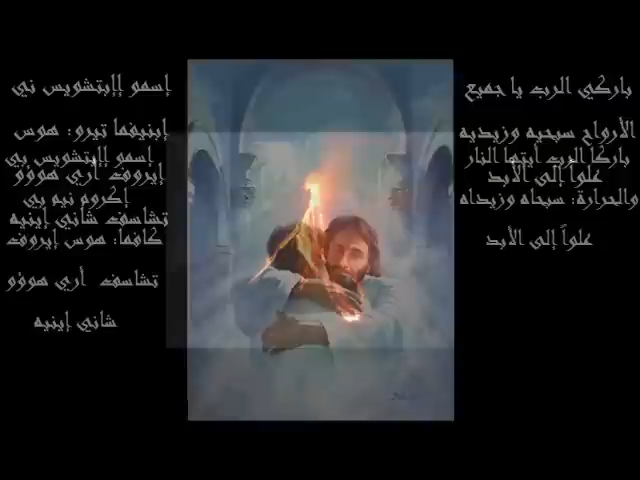 باركي الرب يا جميع
الأرواح سبحيه وزيديه
باركا الرب أيتها النار
علواً إلى الأبد
والحرارة: سبحاه وزيداه
علواً إلى الأبد
إسمو إإبتشويس ني
إبنيفما تيرو: هوس
إسمو إإبتشويس بي
إيروف أري هوؤو
إكروم نيم بي
تشاسف شاني إينيه
كافما: هوس إيروف
تشاسف أري هوؤو
شاني إينيه